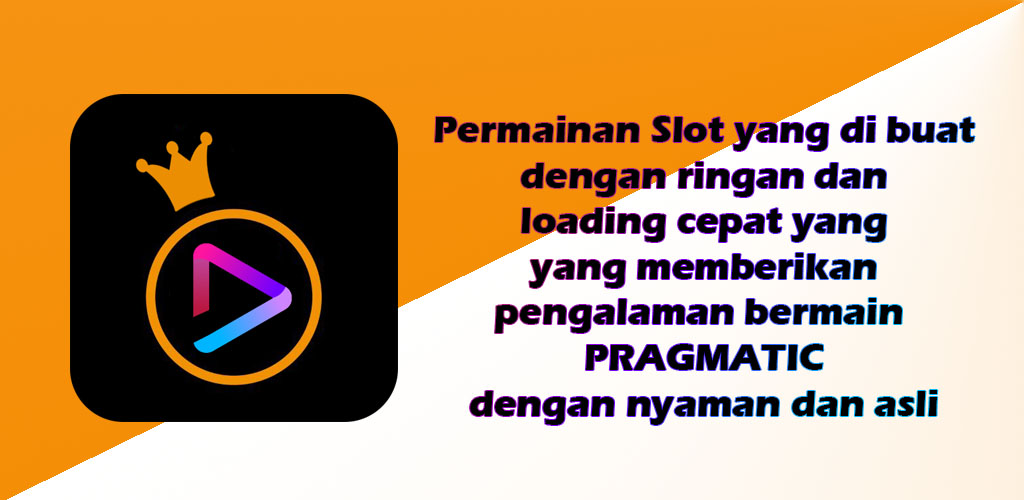 Permainan Slot yang di buat
dengan ringan dan
loading cepat yang
yang memberikan
pengalaman bermain
PRAGMATIC
dengan nyaman dan asli